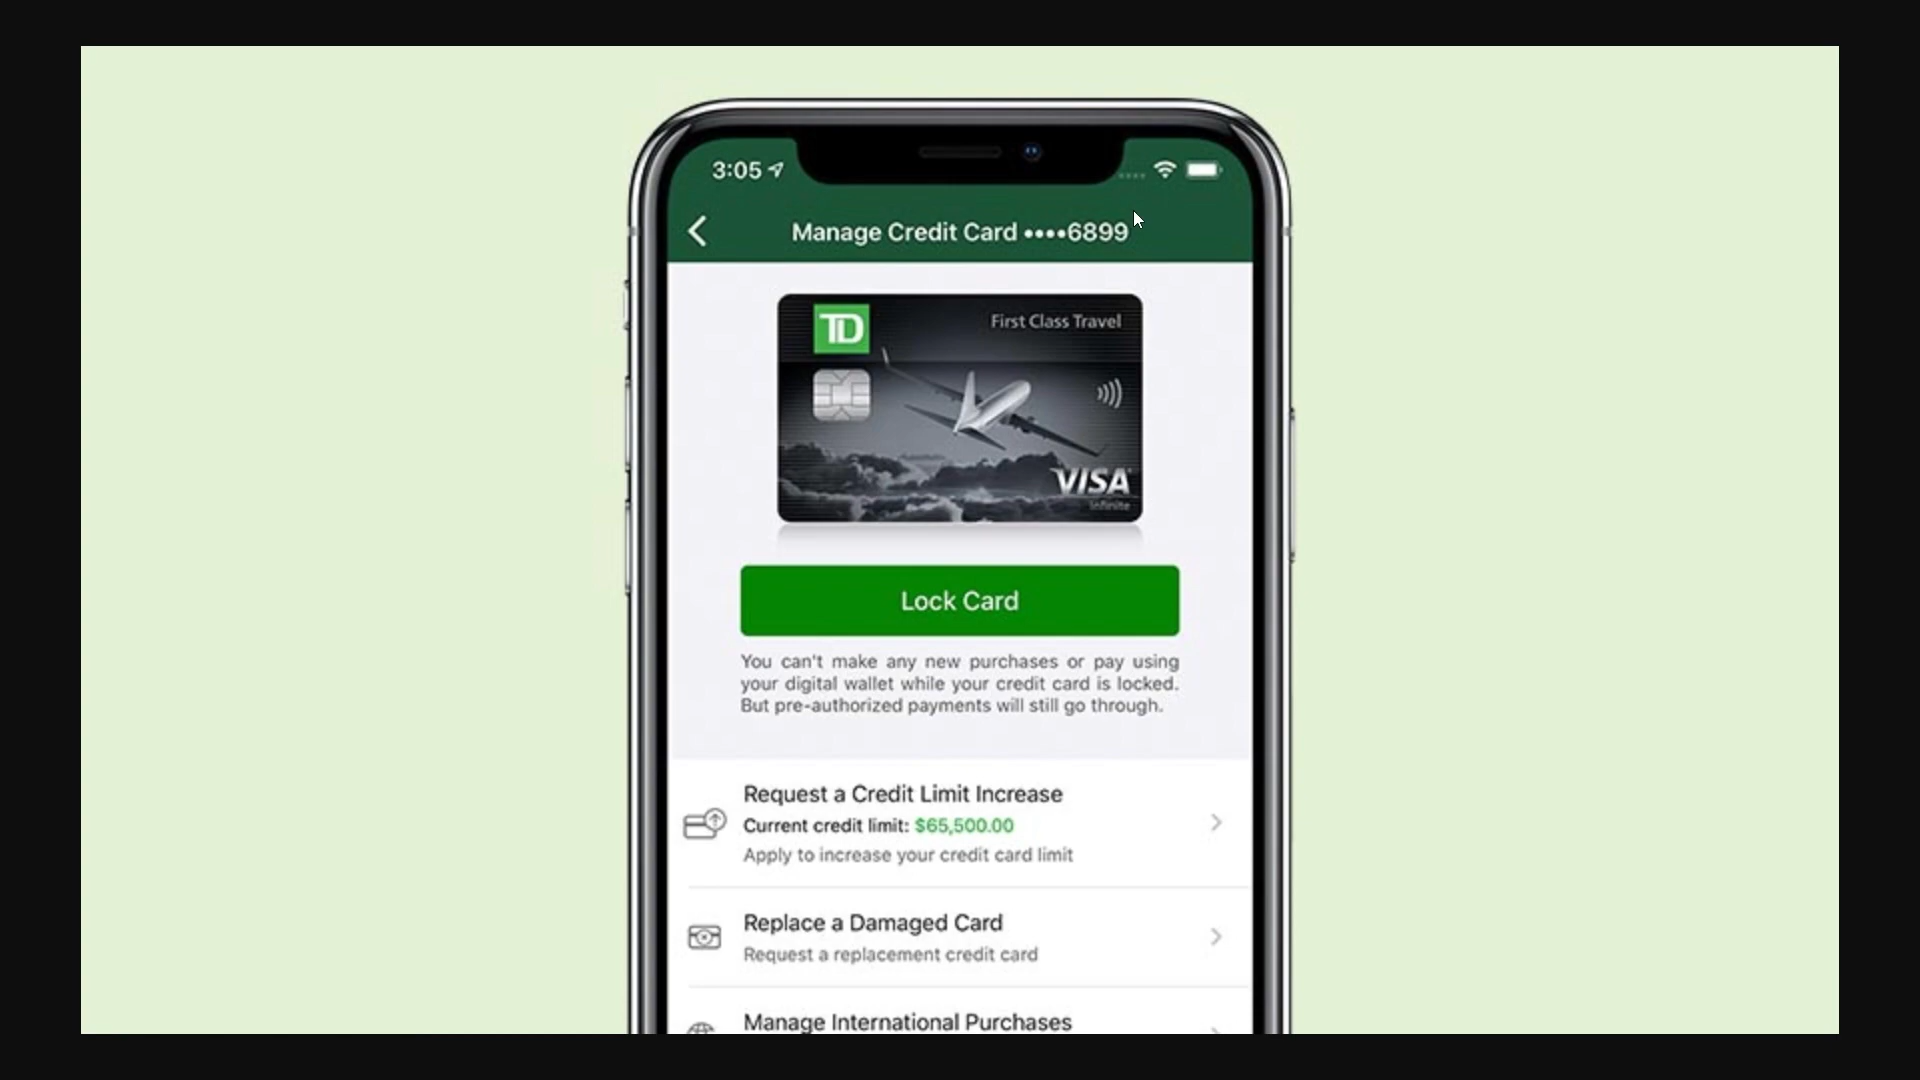 3:05
Manage Credit Card ••••6899
TD
First Class Travel
VISA
Infinite
Lock Card
You can't make any new purchases or pay using
your digital wallet while your credit card is locked.
But pre-authorized payments will still go through.
Request a Credit Limit Increase
Current credit limit: $65,500.00
Apply to increase your credit card limit
Replace a Damaged Card
Request a replacement credit card
Manage International Purchases